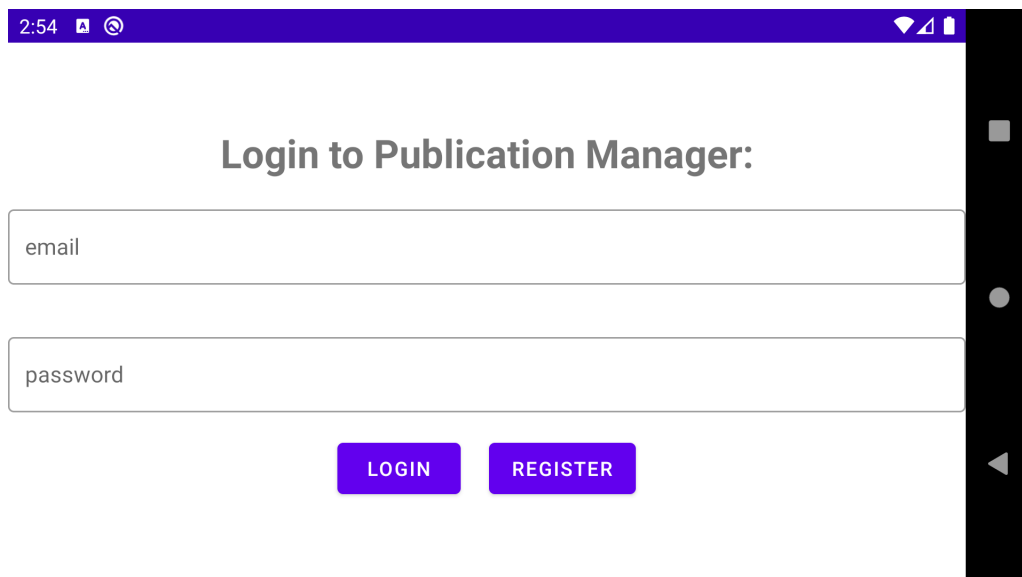 2:54
Login to Publication Manager:
email
password
LOGIN REGISTER